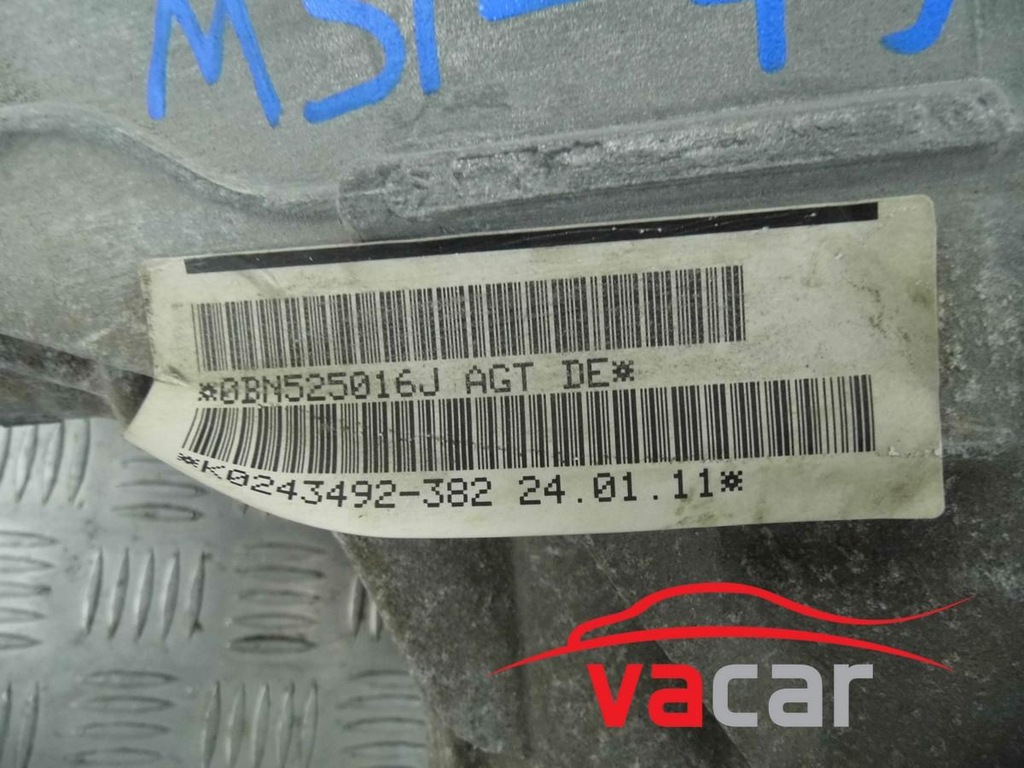 *0BN525016J AGT DE*
*K0243492-382 24.01.11*
vacar